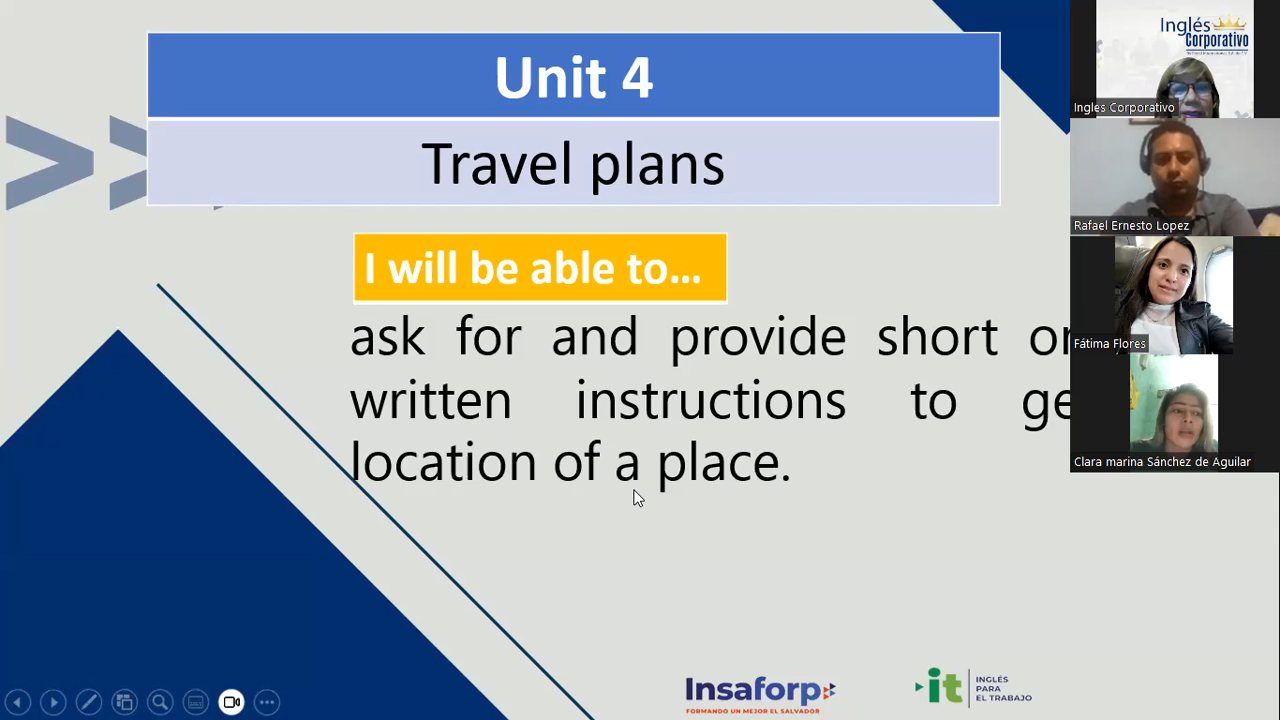 Unit 4
Travel plans
I will be able to...
ask for and provide short or
written instructions to ge
location of a place.
Inglés
Corporativo
Ingles Corporativo
Rafael Ernesto Lopez
Fátima Flores
Clara marina Sánchez de Aguilar
Insaforp
FORMANDO UN MEJOR EL SALVADOR
it
INGLÉS
PARA
EL TRABAJO